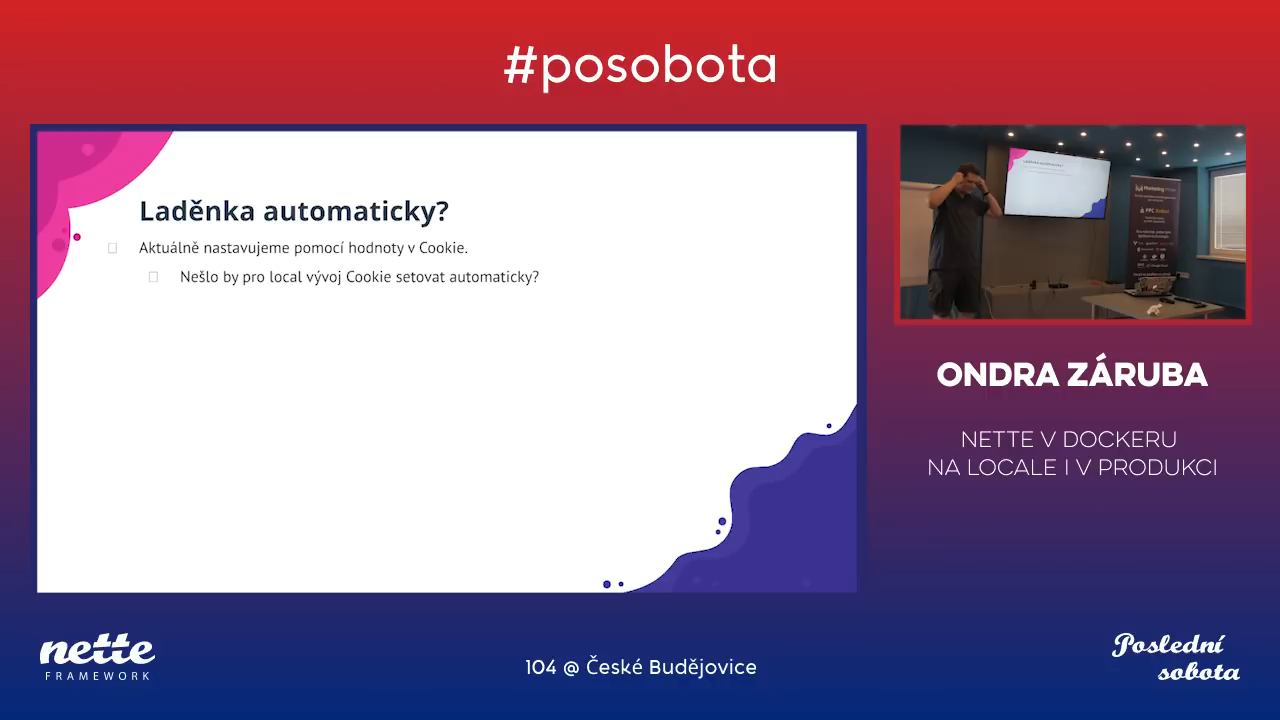 #posobota
Laděnka automaticky?
Aktuálně nastavujeme pomocí hodnoty v Cookie.
Nešlo by pro local vývoj Cookie setovat automaticky?
ONDRA ZÁRUBA
NETTE V DOCKERU
NA LOCALE I V PRODUKCI
nette
FRAMEWORK
104 @ České Budějovice
Poslední
sobota